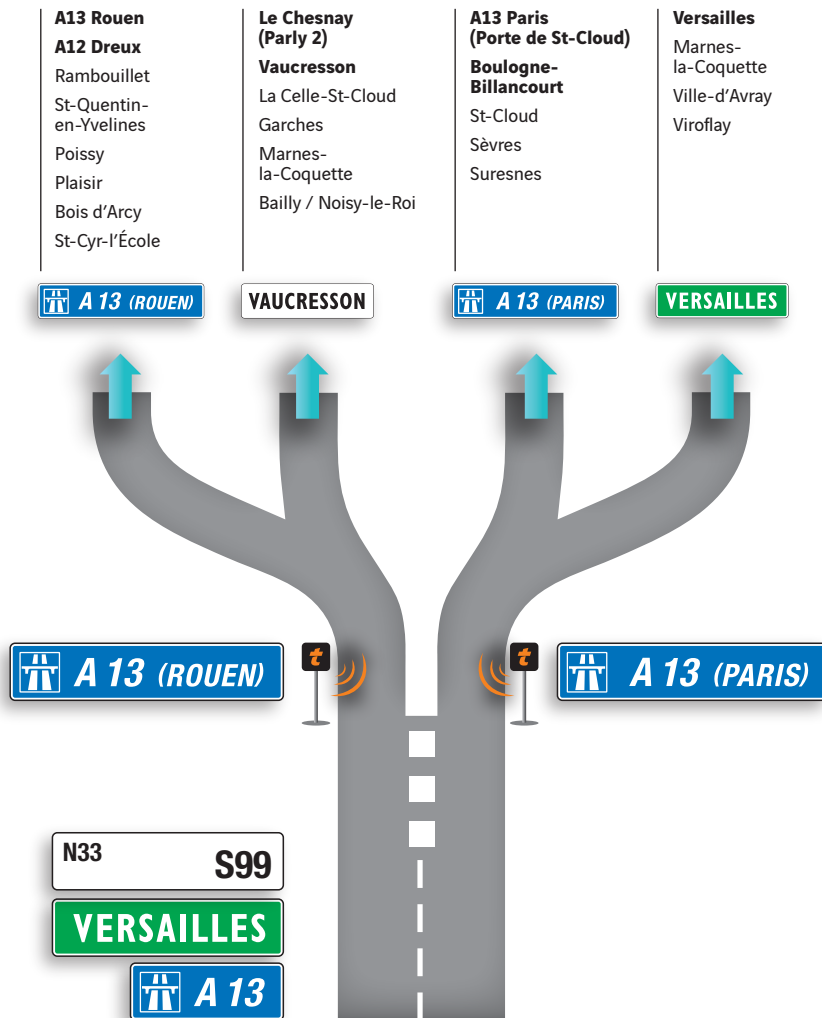 A13 Rouen
A12 Dreux
Rambouillet
St-Quentin-
en-Yvelines
Poissy
Plaisir
Bois d'Arcy
St-Cyr-l'École
Le Chesnay
(Parly 2)
Vaucresson
La Celle-St-Cloud
Garches
Marnes-
la-Coquette
Bailly / Noisy-le-Roi
A13 Paris
(Porte de St-Cloud)
Boulogne-
Billancourt
St-Cloud
Sèvres
Suresnes
Versailles
Marnes-
la-Coquette
Ville-d'Avray
Viroflay
A 13 (ROUEN)
VAUCRESSON
A 13 (PARIS)
VERSAILLES
A 13 (ROUEN)
t
t
A 13 (PARIS)
N33
S99
VERSAILLES
A 13